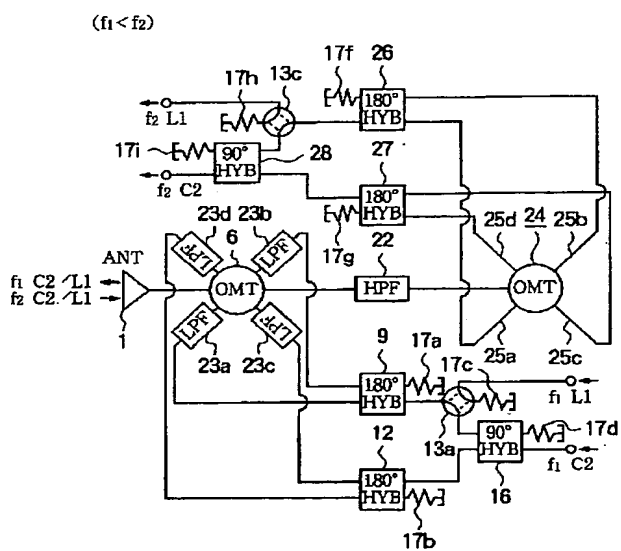 (f₁<f₂)
17f
26
17h
13c
180°
HYB
f₂ L1
17i
90°
HYB
28
27
f₂ C2
180°
HYB
23d
23b
6
17g
22
25d
24
25b
ANT
LPF
LPF
f₁ C2/L1
f₂ C2./L1
OMT
HPF
OMT
1
LPF
LPF
23a
23c
9
17a
17c
25a
25c
180°
HYB
f₁ L1
13a
12
90°
HYB
17d
180°
HYB
f₁ C2
16
17b